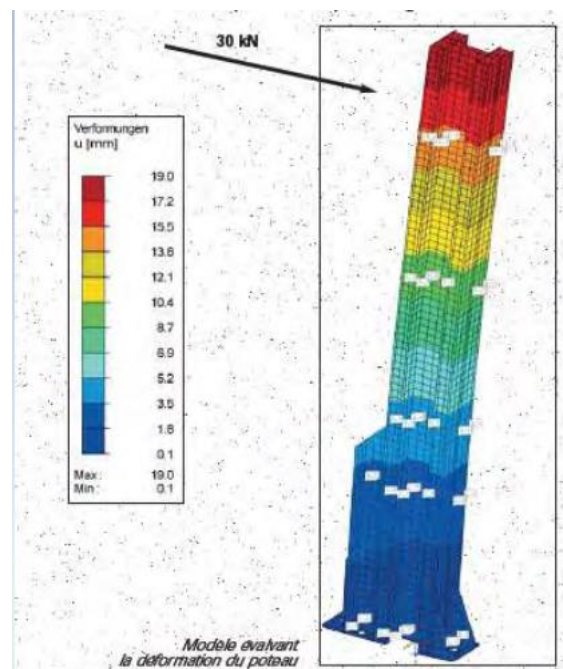 30 kN
Verformungen
u [mm]
19.0
17.2
15.5
13.8
12.1
10.4
8.7
6.9
5.2
3.5
1.8
0.1
Max : 19.0
Min : 0.1
Modèle évalvant
la déformation du poteau